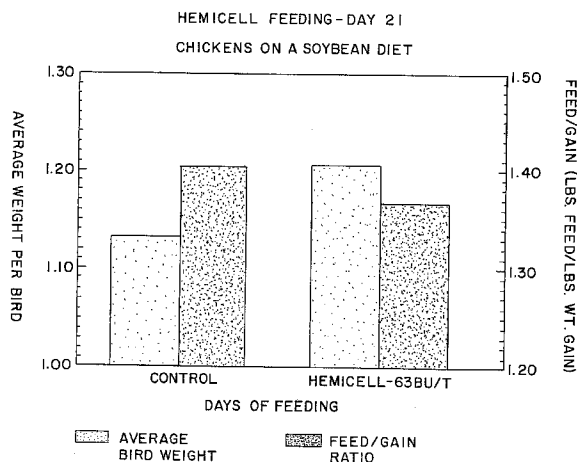 HEMICELL FEEDING-DAY 21
CHICKENS ON A SOYBEAN DIET
AVERAGE WEIGHT PER BIRD
1.30
1.20
1.10
1.00
1.50
1.40
1.30
1.20
FEED/GAIN (LBS. FEED/LBS. WT. GAIN)
CONTROL
HEMICELL-63BU/T
DAYS OF FEEDING
AVERAGE
BIRD WEIGHT
FEED/GAIN
RATIO